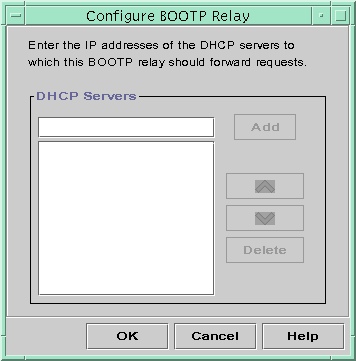 Configure BOOTP Relay
Enter the IP addresses of the DHCP servers to
which this BOOTP relay should forward requests.
DHCP Servers
Add
Delete
OK Cancel Help